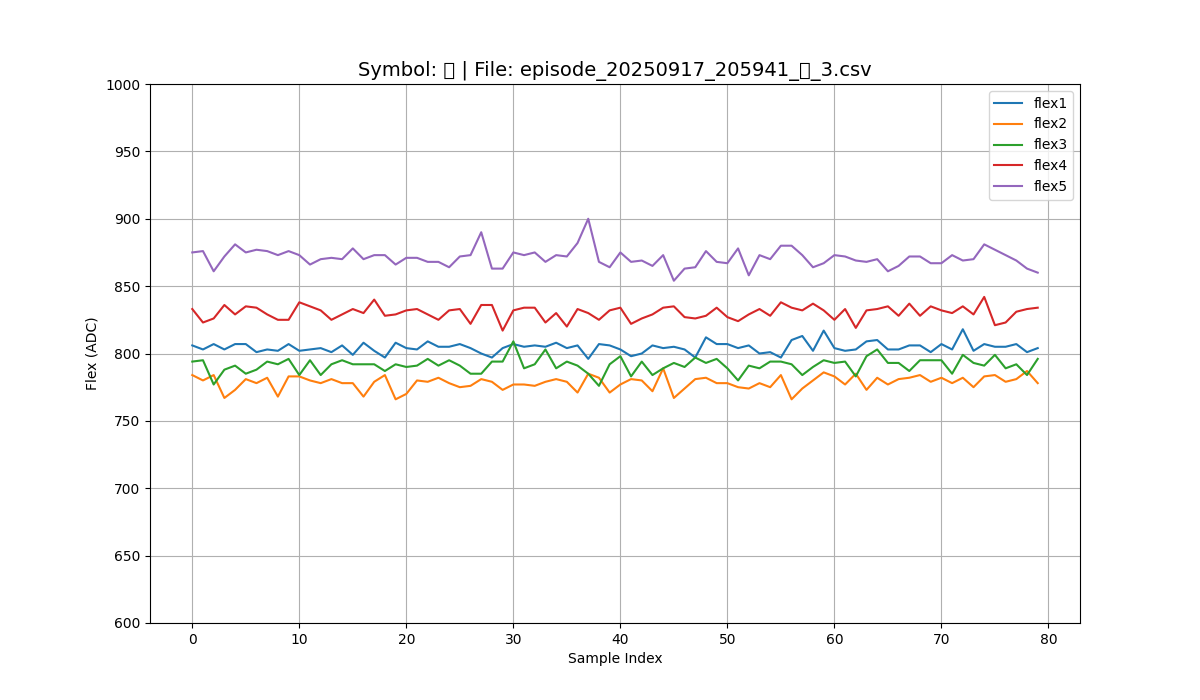 Symbol: ▯ | File: episode_20250917_205941_▯_3.csv
1000
950
900
850
800
750
700
650
600
Flex (ADC)
0 10 20 30 40 50 60 70 80
Sample Index
flex1
flex2
flex3
flex4
flex5